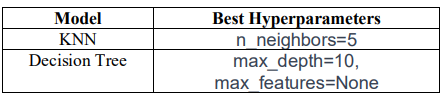 Model Best Hyperparameters
KNN n_neighbors=5
Decision Tree max_depth=10,
max_features=None